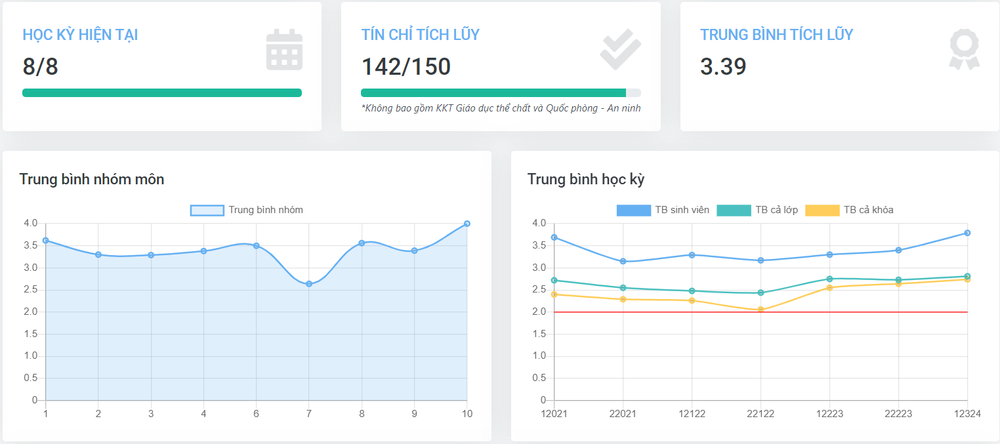 HỌC KỲ HIỆN TẠI
8/8
TÍN CHỈ TÍCH LŨY
142/150
*Không bao gồm KKT Giáo dục thể chất và Quốc phòng - An ninh
TRUNG BÌNH TÍCH LŨY
3.39
Trung bình nhóm môn
Trung bình nhóm
4.0
3.5
3.0
2.5
2.0
1.5
1.0
0.5
0
1 2 3 4 6 7 8 9 10
Trung bình học kỳ
TB sinh viên TB cả lớp TB cả khóa
4.0
3.5
3.0
2.5
2.0
1.5
1.0
0.5
0
12021 22021 12122 22122 12223 22223 12324